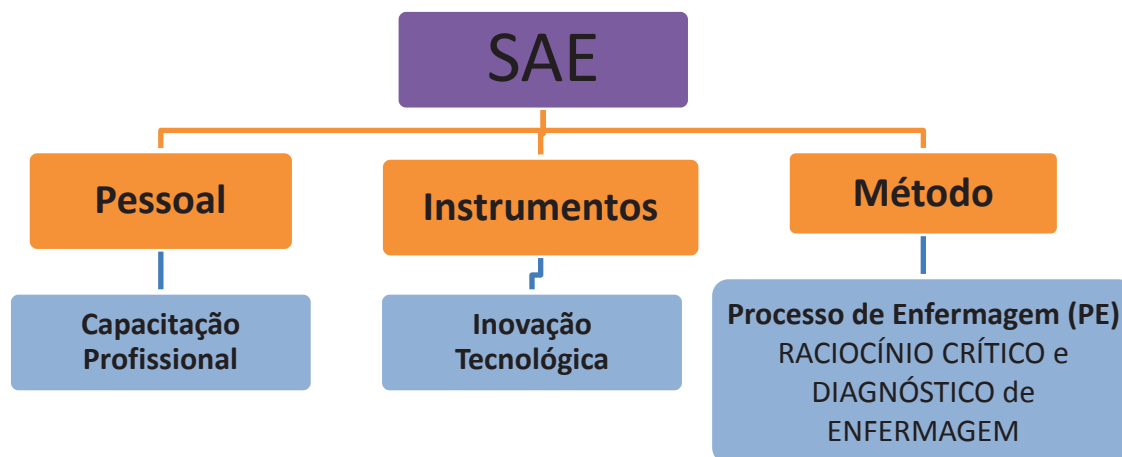 SAE
Pessoal
Instrumentos
Método
Capacitação
Profissional
Inovação
Tecnológica
Processo de Enfermagem (PE)
RACIOCÍNIO CRÍTICO e
DIAGNÓSTICO de
ENFERMAGEM